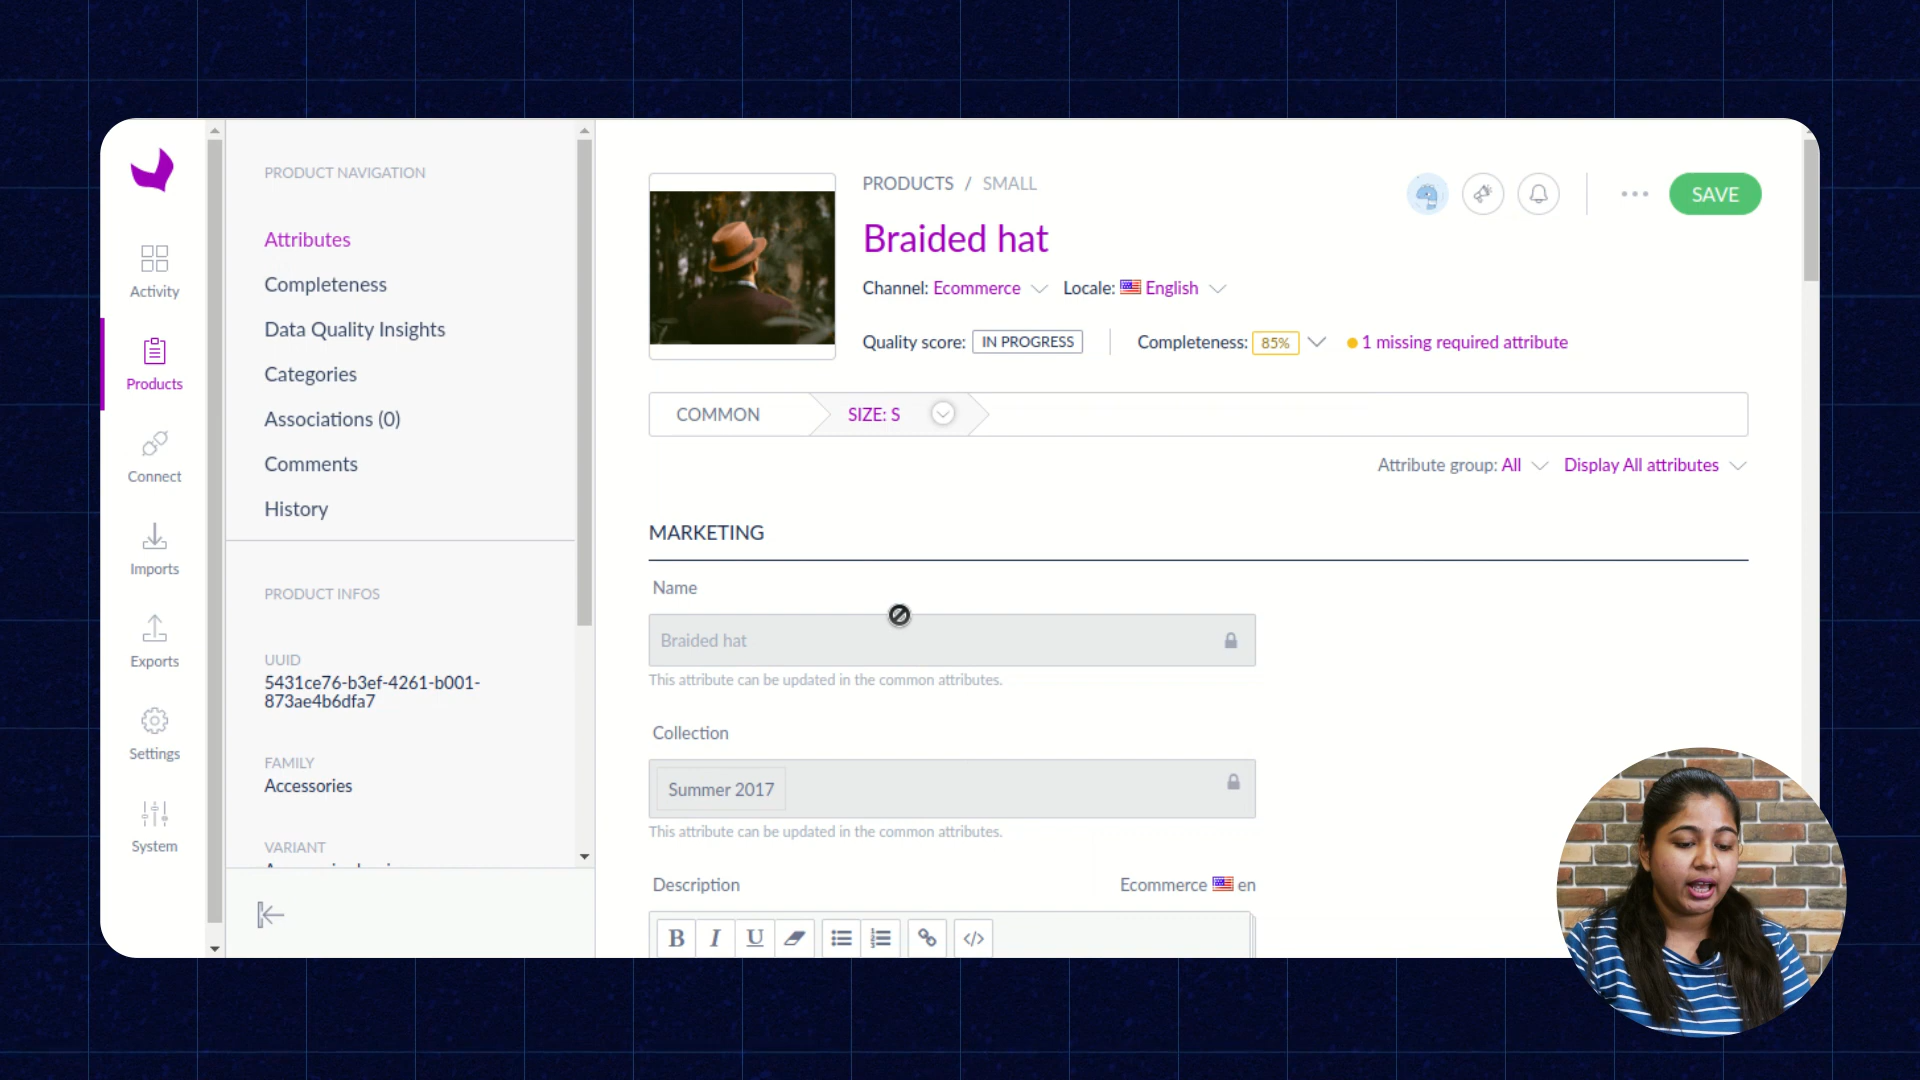 PRODUCT NAVIGATION
Attributes
Completeness
Data Quality Insights
Categories
Associations (0)
Comments
History
PRODUCT INFOS
UUID
5431ce76-b3ef-4261-b001-
873ae4b6dfa7
FAMILY
Accessories
VARIANT
Activity
Products
Connect
Imports
Exports
Settings
System
PRODUCTS / SMALL
SAVE
Braided hat
Channel: Ecommerce Locale: English
Quality score: IN PROGRESS Completeness: 85% 1 missing required attribute
COMMON SIZE: S
Attribute group: All Display All attributes
MARKETING
Name
Braided hat
This attribute can be updated in the common attributes.
Collection
Summer 2017
This attribute can be updated in the common attributes.
Description Ecommerce en
B I U